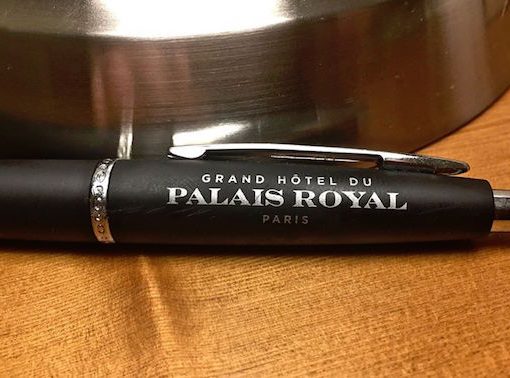 GRAND HÔTEL DU
PALAIS ROYAL
PARIS